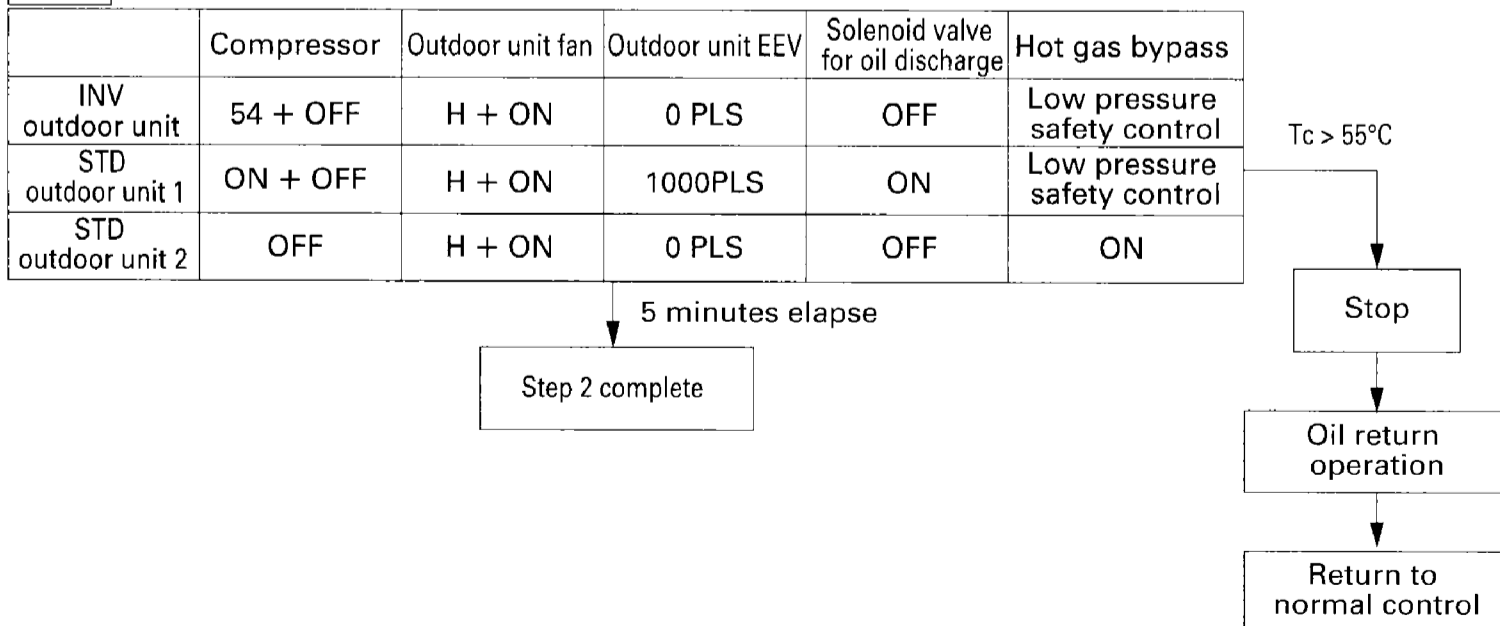 Compressor
Outdoor unit fan
Outdoor unit EEV
Solenoid valve
for oil discharge
Hot gas bypass
INV
outdoor unit
54 + OFF
H + ON
0 PLS
OFF
Low pressure
safety control
STD
outdoor unit 1
ON + OFF
H + ON
1000PLS
ON
Low pressure
safety control
STD
outdoor unit 2
OFF
H + ON
0 PLS
OFF
ON
Tc > 55°C
5 minutes elapse
Step 2 complete
Stop
Oil return
operation
Return to
normal control